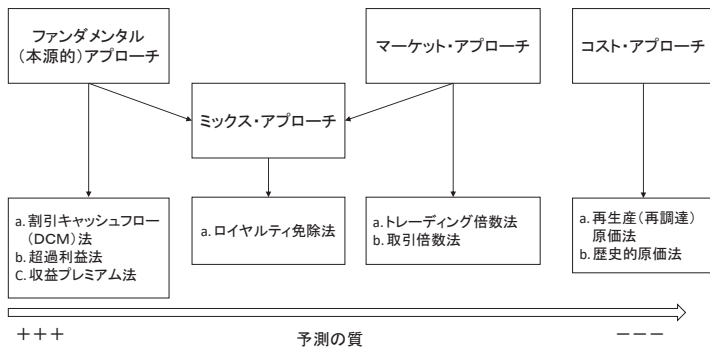 ファンダメンタル
(本源的)アプローチ
マーケット・アプローチ
コスト・アプローチ
ミックス・アプローチ
a. 割引キャッシュフロー
(DCM)法
b. 超過利益法
C. 収益プレミアム法
a. ロイヤルティ免除法
a. トレーディング倍数法
b. 取引倍数法
a. 再生産(再調達)
原価法
b. 歴史的原価法
+++
予測の質
−−−